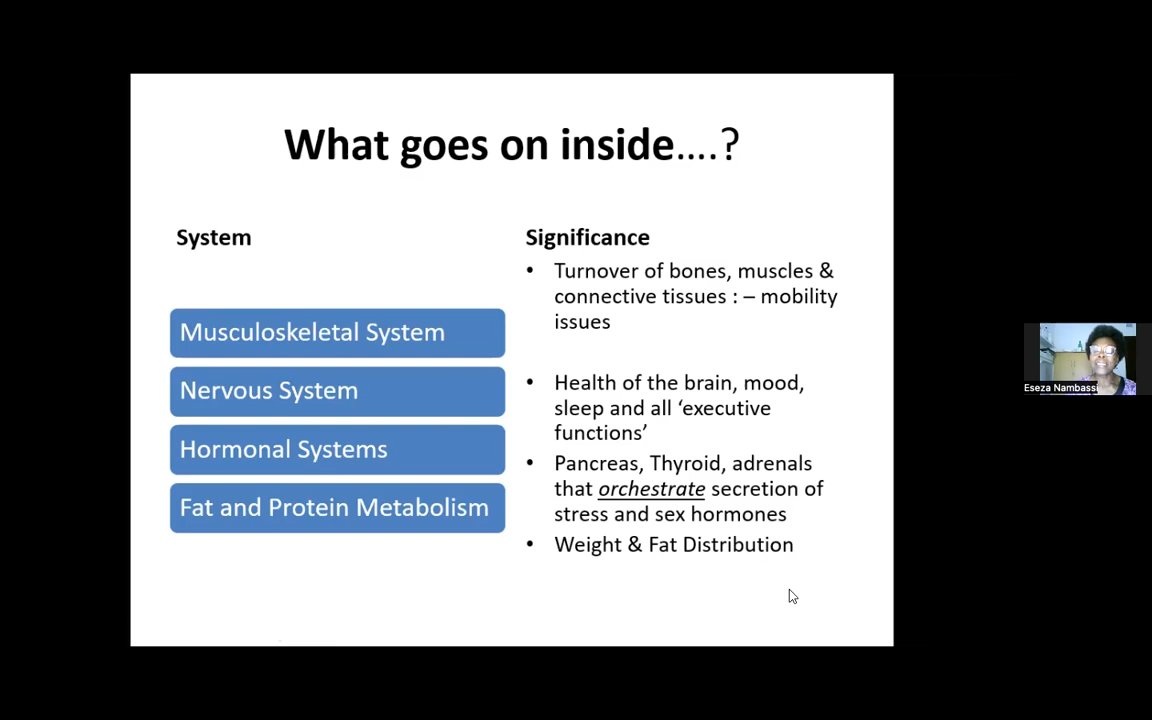 What goes on inside….?
System
Musculoskeletal System
Nervous System
Hormonal Systems
Fat and Protein Metabolism
Significance
• Turnover of bones, muscles &
connective tissues : – mobility
issues
• Health of the brain, mood,
sleep and all ‘executive
functions’
• Pancreas, Thyroid, adrenals
that orchestrate secretion of
stress and sex hormones
• Weight & Fat Distribution
Eseza Nambassi